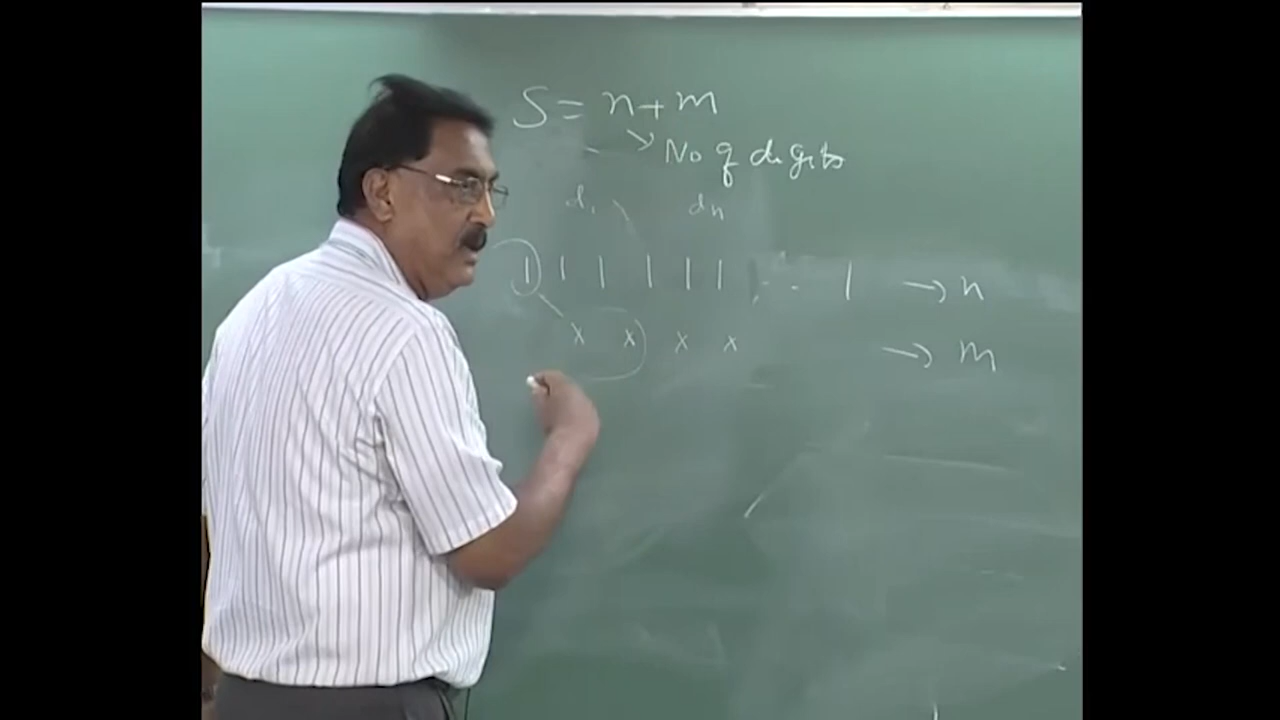 S = n + m
→ No of digits
d₁ dn
1 1 1 1 1 1 . . . 1 → n
x x x x → m